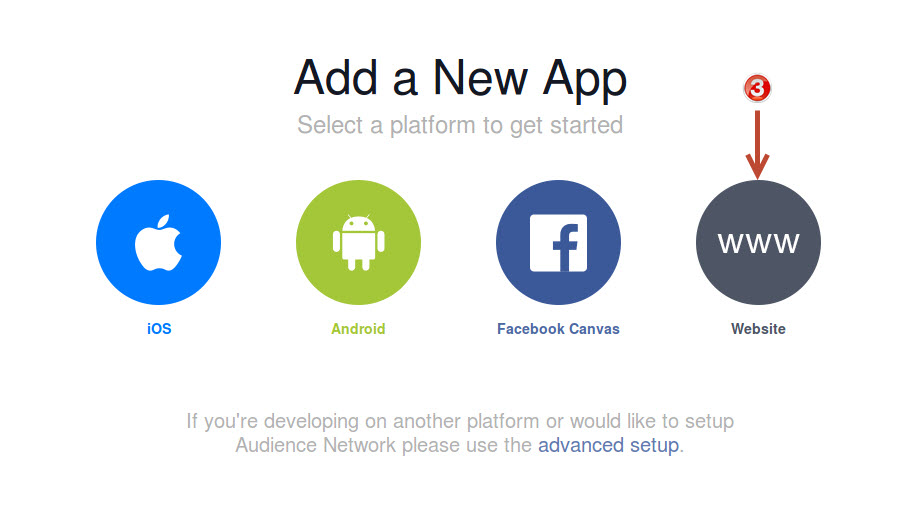 Add a New App
3
Select a platform to get started
www
iOS
Android
Facebook Canvas
Website
If you're developing on another platform or would like to setup
Audience Network please use the advanced setup.